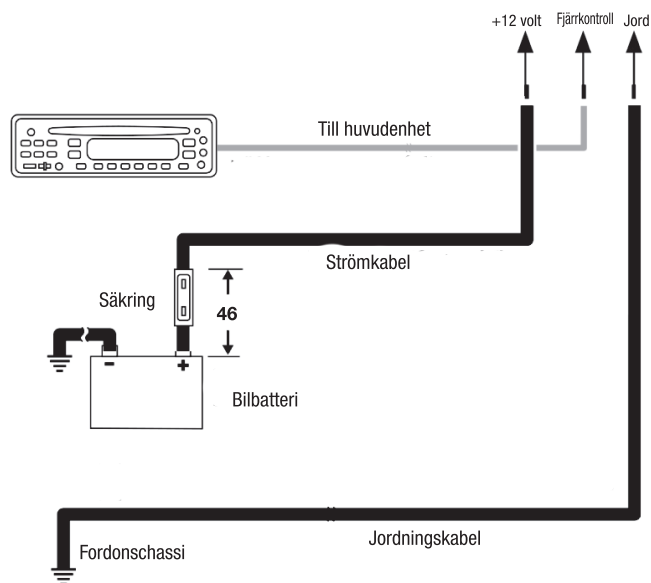 +12 volt
Fjärrkontroll
Jord
Till huvudenhet
Strömkabel
Säkring
46
Bilbatteri
Jordningskabel
Fordonschassi